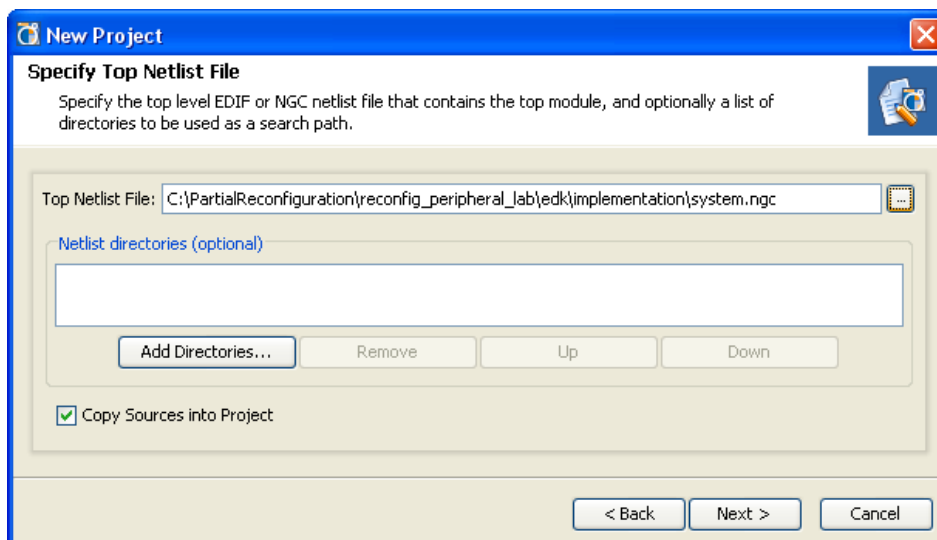 New Project
Specify Top Netlist File
Specify the top level EDIF or NGC netlist file that contains the top module, and optionally a list of
directories to be used as a search path.
Top Netlist File: C:\PartialReconfiguration\reconfig_peripheral_lab\edk\implementation\system.ngc ...
Netlist directories (optional)
Add Directories... Remove Up Down
Copy Sources into Project
< Back Next > Cancel